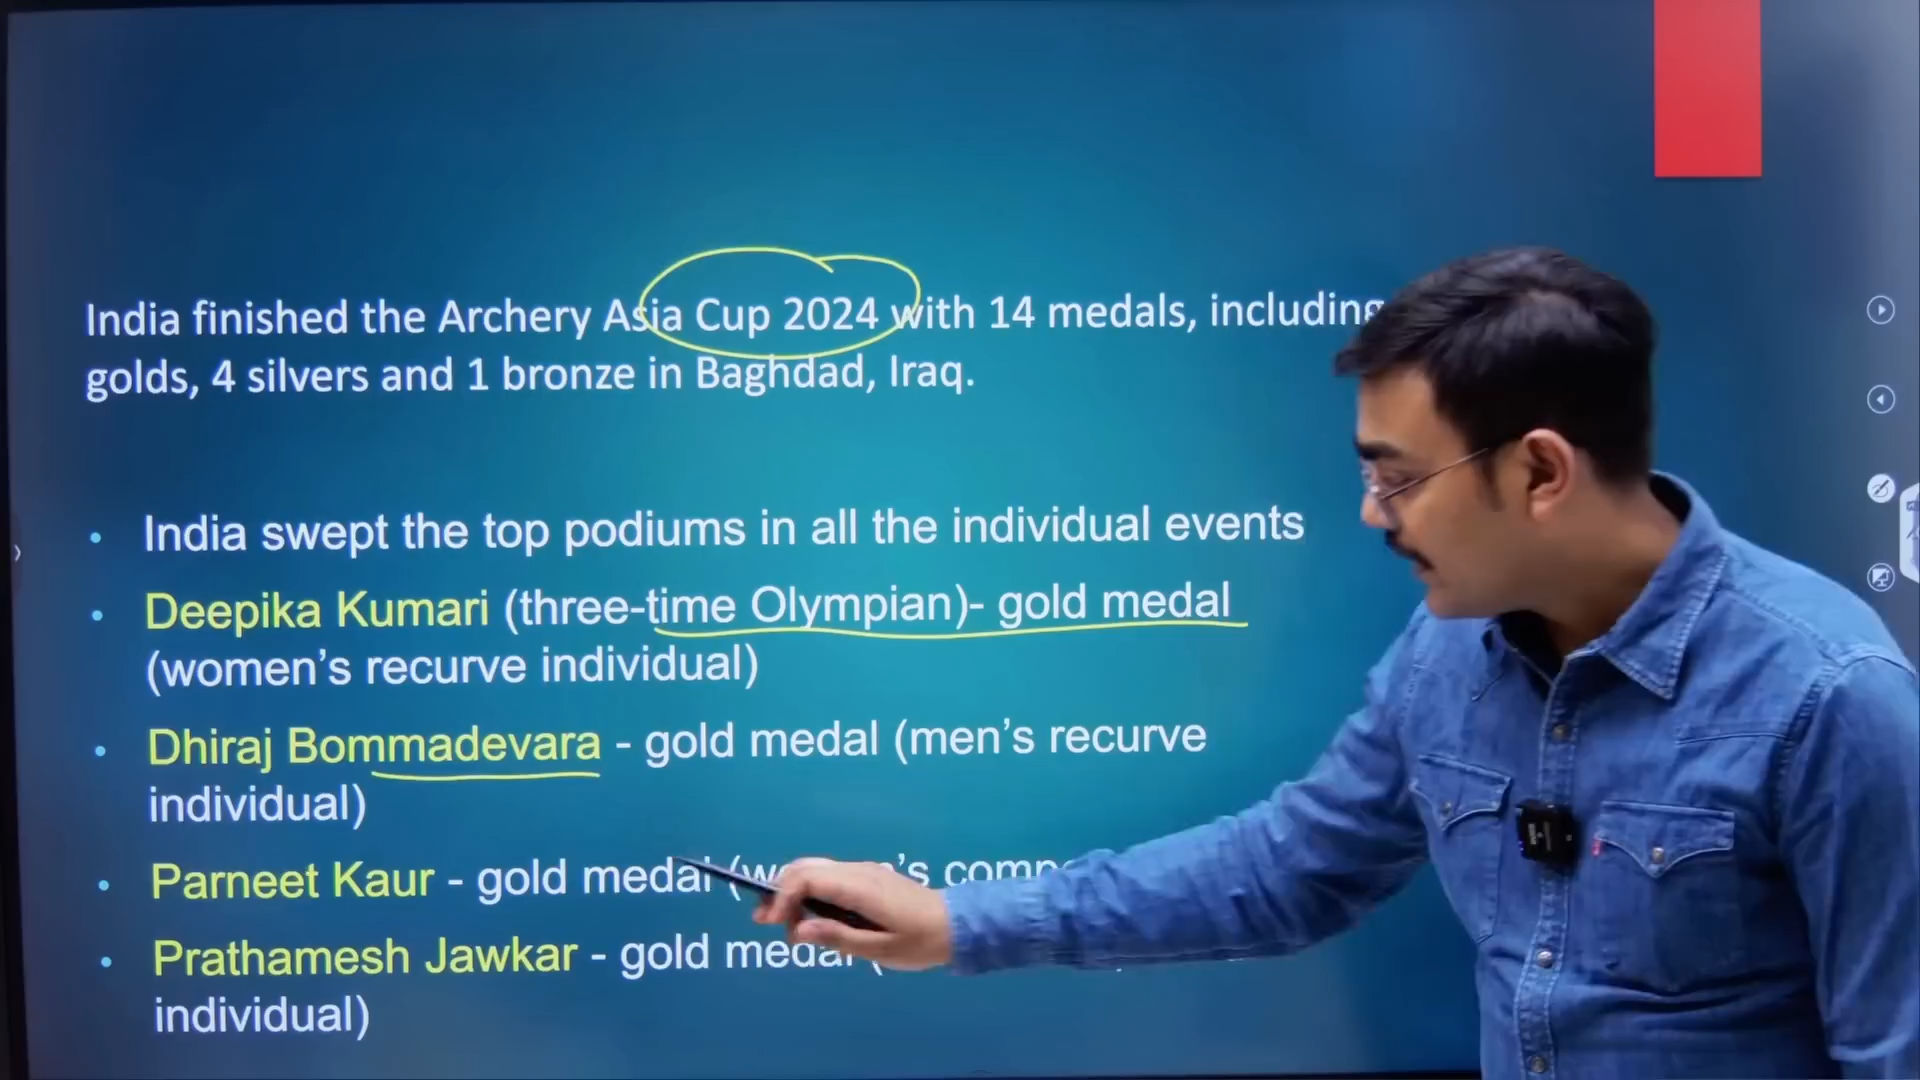 India finished the Archery Asia Cup 2024 with 14 medals, including
golds, 4 silvers and 1 bronze in Baghdad, Iraq.
• India swept the top podiums in all the individual events
• Deepika Kumari (three-time Olympian)- gold medal
(women’s recurve individual)
• Dhiraj Bommadevara - gold medal (men’s recurve
individual)
• Parneet Kaur - gold medal
• Prathamesh Jawkar - gold medal
individual)